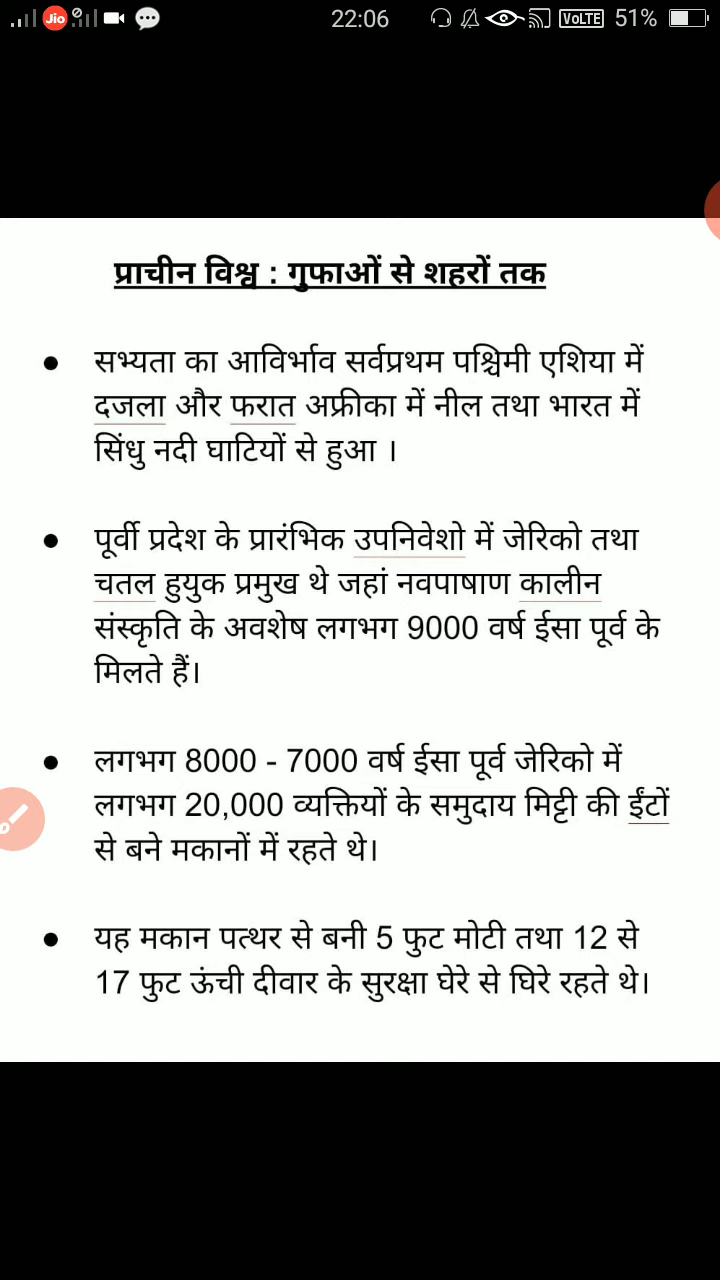 Jio
22:06
VoLTE
51%
प्राचीन विश्व : गुफाओं से शहरों तक
● सभ्यता का आविर्भाव सर्वप्रथम पश्चिमी एशिया में
दजला और फरात अफ्रीका में नील तथा भारत में
सिंधु नदी घाटियों से हुआ ।
● पूर्वी प्रदेश के प्रारंभिक उपनिवेशो में जेरिको तथा
चतल हुयुक प्रमुख थे जहां नवपाषाण कालीन
संस्कृति के अवशेष लगभग 9000 वर्ष ईसा पूर्व के
मिलते हैं।
● लगभग 8000 - 7000 वर्ष ईसा पूर्व जेरिको में
लगभग 20,000 व्यक्तियों के समुदाय मिट्टी की ईंटों
से बने मकानों में रहते थे।
● यह मकान पत्थर से बनी 5 फुट मोटी तथा 12 से
17 फुट ऊंची दीवार के सुरक्षा घेरे से घिरे रहते थे।